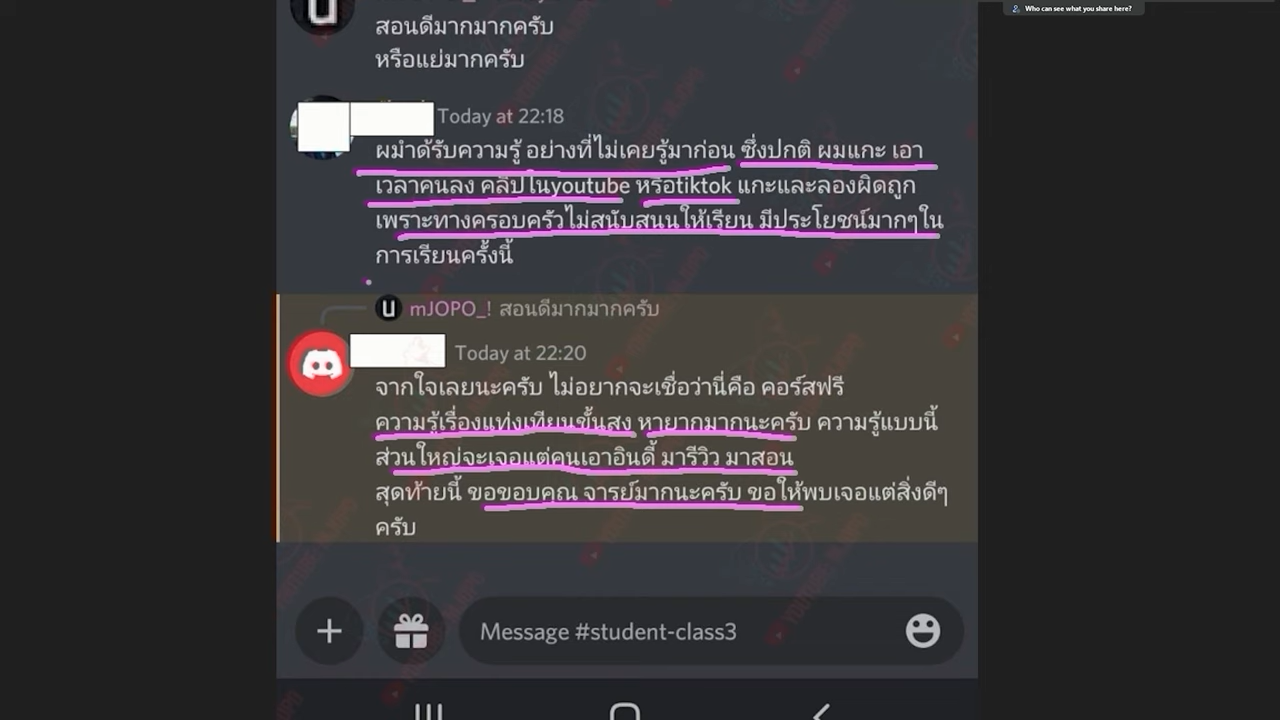 Who can see what you share here?
สอนดีมากมากครับ
หรือแย่มากครับ
Today at 22:18
ผมำด้รับความรู้ อย่างที่ไม่เคยรู้มาก่อน ซึ่งปกติ ผมแกะ เอา
เวลาคนลง คลิปในyoutube หรือtiktok แกะและลองผิดถูก
เพราะทางครอบครัวไม่สนับสนนให้เรียน มีประโยชน์มากๆใน
การเรียนครั้งนี้
U mJOPO_! สอนดีมากมากครับ
Today at 22:20
จากใจเลยนะครับ ไม่อยากจะเชื่อว่านี่คือ คอร์สฟรี
ความรู้เรื่องแท่งเทียนขั้นสง หายากมากนะครับ ความรู้แบบนี้
ส่วนใหญ่จะเจอแต่คนเอาอินดี้ มารีวิว มาสอน
สุดท้ายนี้ ขอขอบคุณ จารย์มากนะครับ ขอให้พบเจอแต่สิ่งดีๆ
ครับ
Message #student-class3